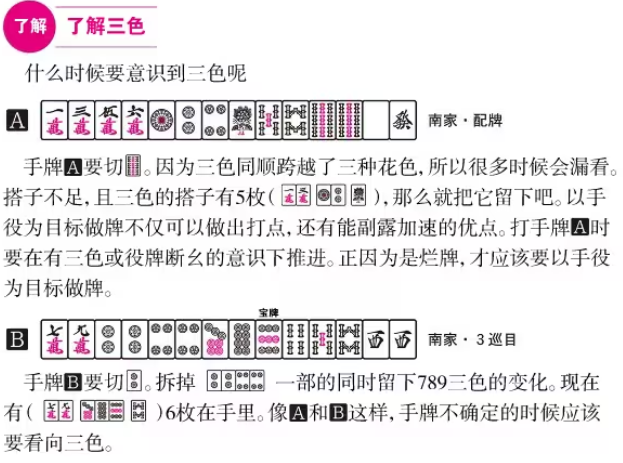 了解 了解三色
什么时候要意识到三色呢
A 一萬 三萬 伍萬 六萬 發 南家・配牌
手牌A要切。因为三色同顺跨越了三种花色，所以很多时候会漏看。
搭子不足，且三色的搭子有5枚（一萬 三萬），那么就把它留下吧。以手
役为目标做牌不仅可以做出打点，还有能副露加速的优点。打手牌A时
要在有三色或役牌断幺的意识下推进。正因为是烂牌，才应该要以手役
为目标做牌。
宝牌
B 七萬 九萬 西 西 南家・3巡目
手牌B要切。拆掉 一部的同时留下789三色的变化。现在
有（七萬 九萬）6枚在手里。像A和B这样，手牌不确定的时候应该
要看向三色。